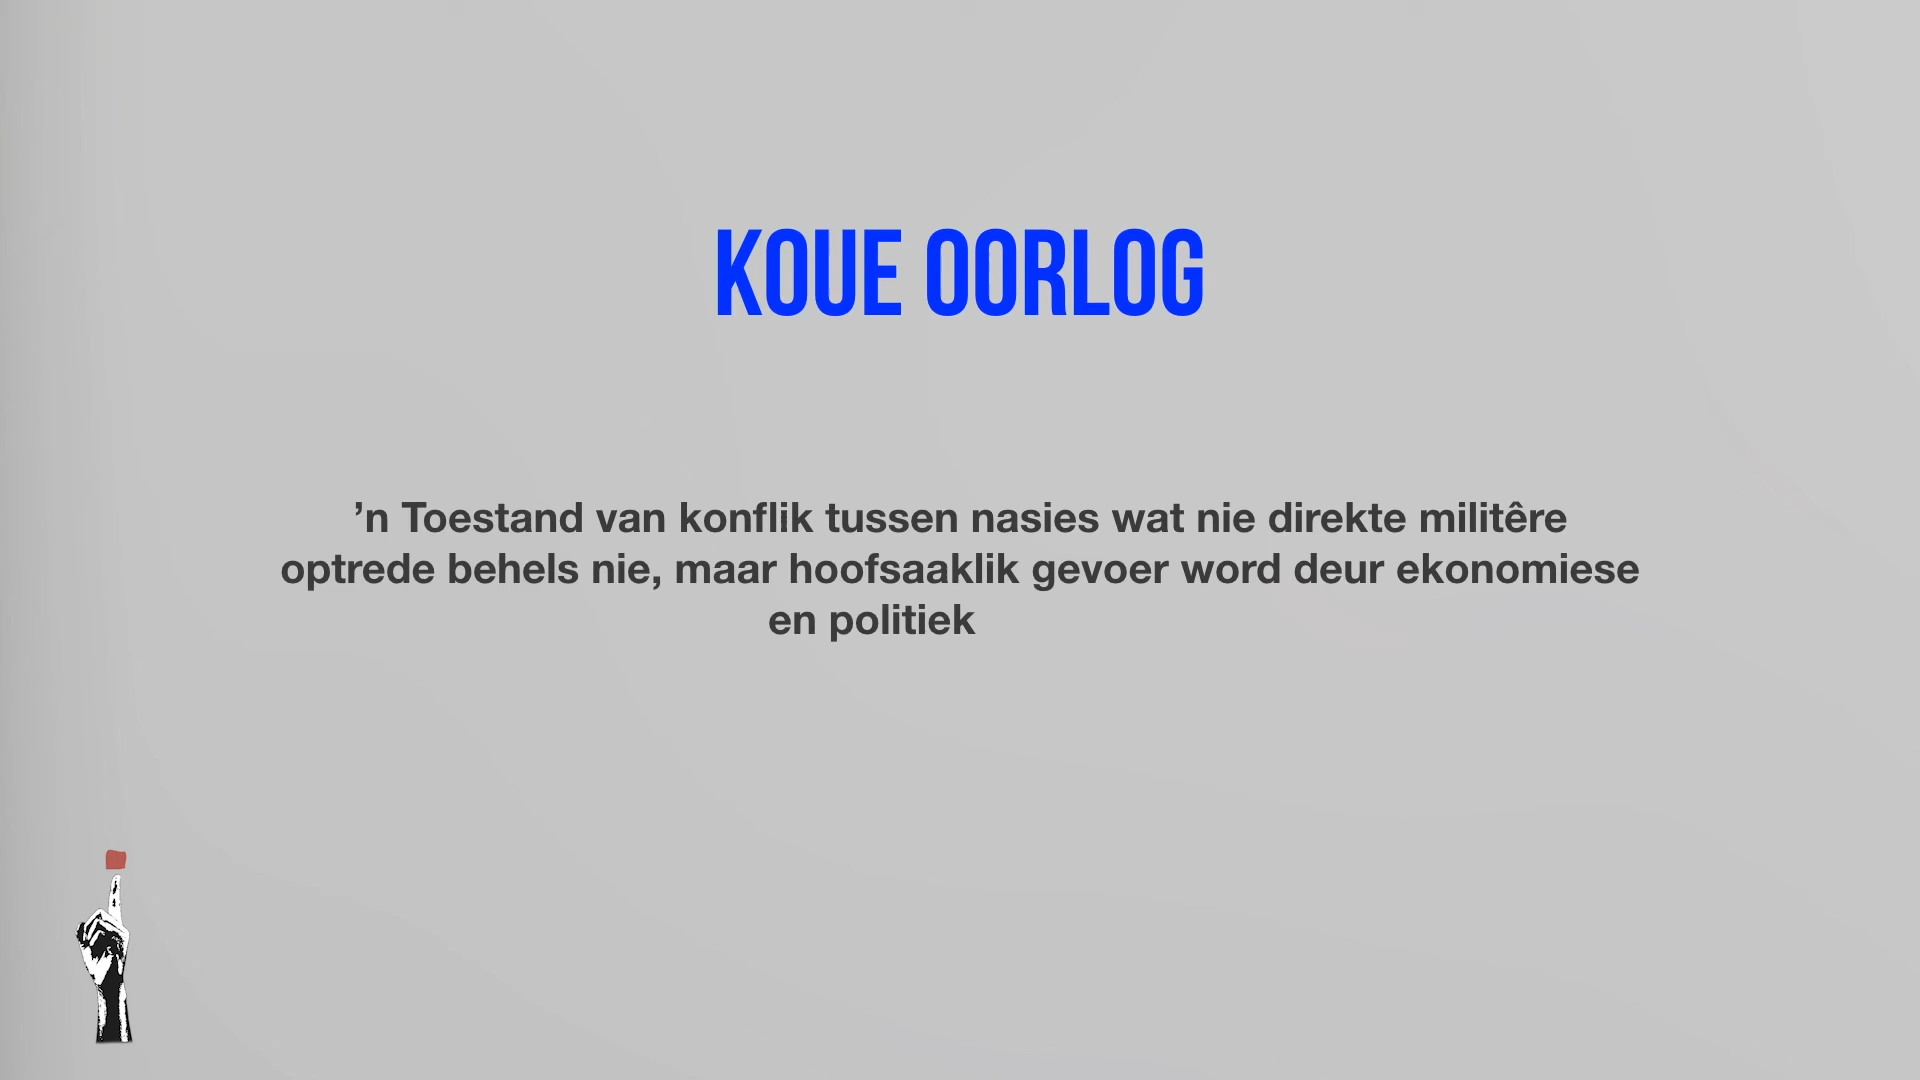 KOUE OORLOG
’n Toestand van konflik tussen nasies wat nie direkte militêre
optrede behels nie, maar hoofsaaklik gevoer word deur ekonomiese
en politiek